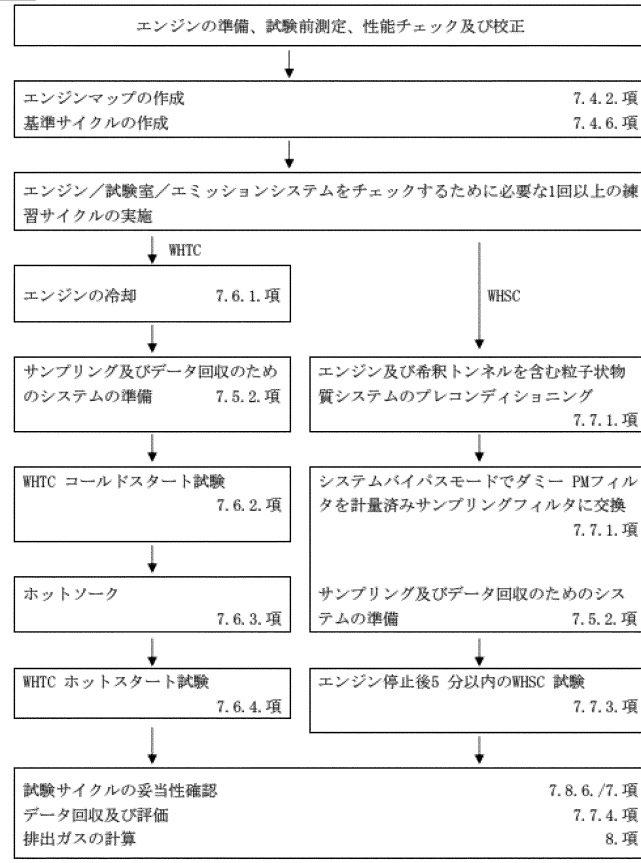 エンジンの準備、試験前測定、性能チェック及び校正
エンジンマップの作成 7.4.2.項
基準サイクルの作成 7.4.6.項
エンジン／試験室／エミッションシステムをチェックするために必要な1回以上の練
習サイクルの実施
WHTC
エンジンの冷却 7.6.1.項
サンプリング及びデータ回収のため
のシステムの準備 7.5.2.項
WHTC コールドスタート試験
7.6.2.項
ホットソーク
7.6.3.項
WHTC ホットスタート試験
7.6.4.項
WHSC
エンジン及び希釈トンネルを含む粒子状物
質システムのプレコンディショニング
7.7.1.項
システムバイパスモードでダミー PMフィル
タを計量済みサンプリングフィルタに交換
7.7.1.項
サンプリング及びデータ回収のためのシス
テムの準備 7.5.2.項
エンジン停止後5 分以内のWHSC 試験
7.7.3.項
試験サイクルの妥当性確認 7.8.6./7.項
データ回収及び評価 7.7.4.項
排出ガスの計算 8.項